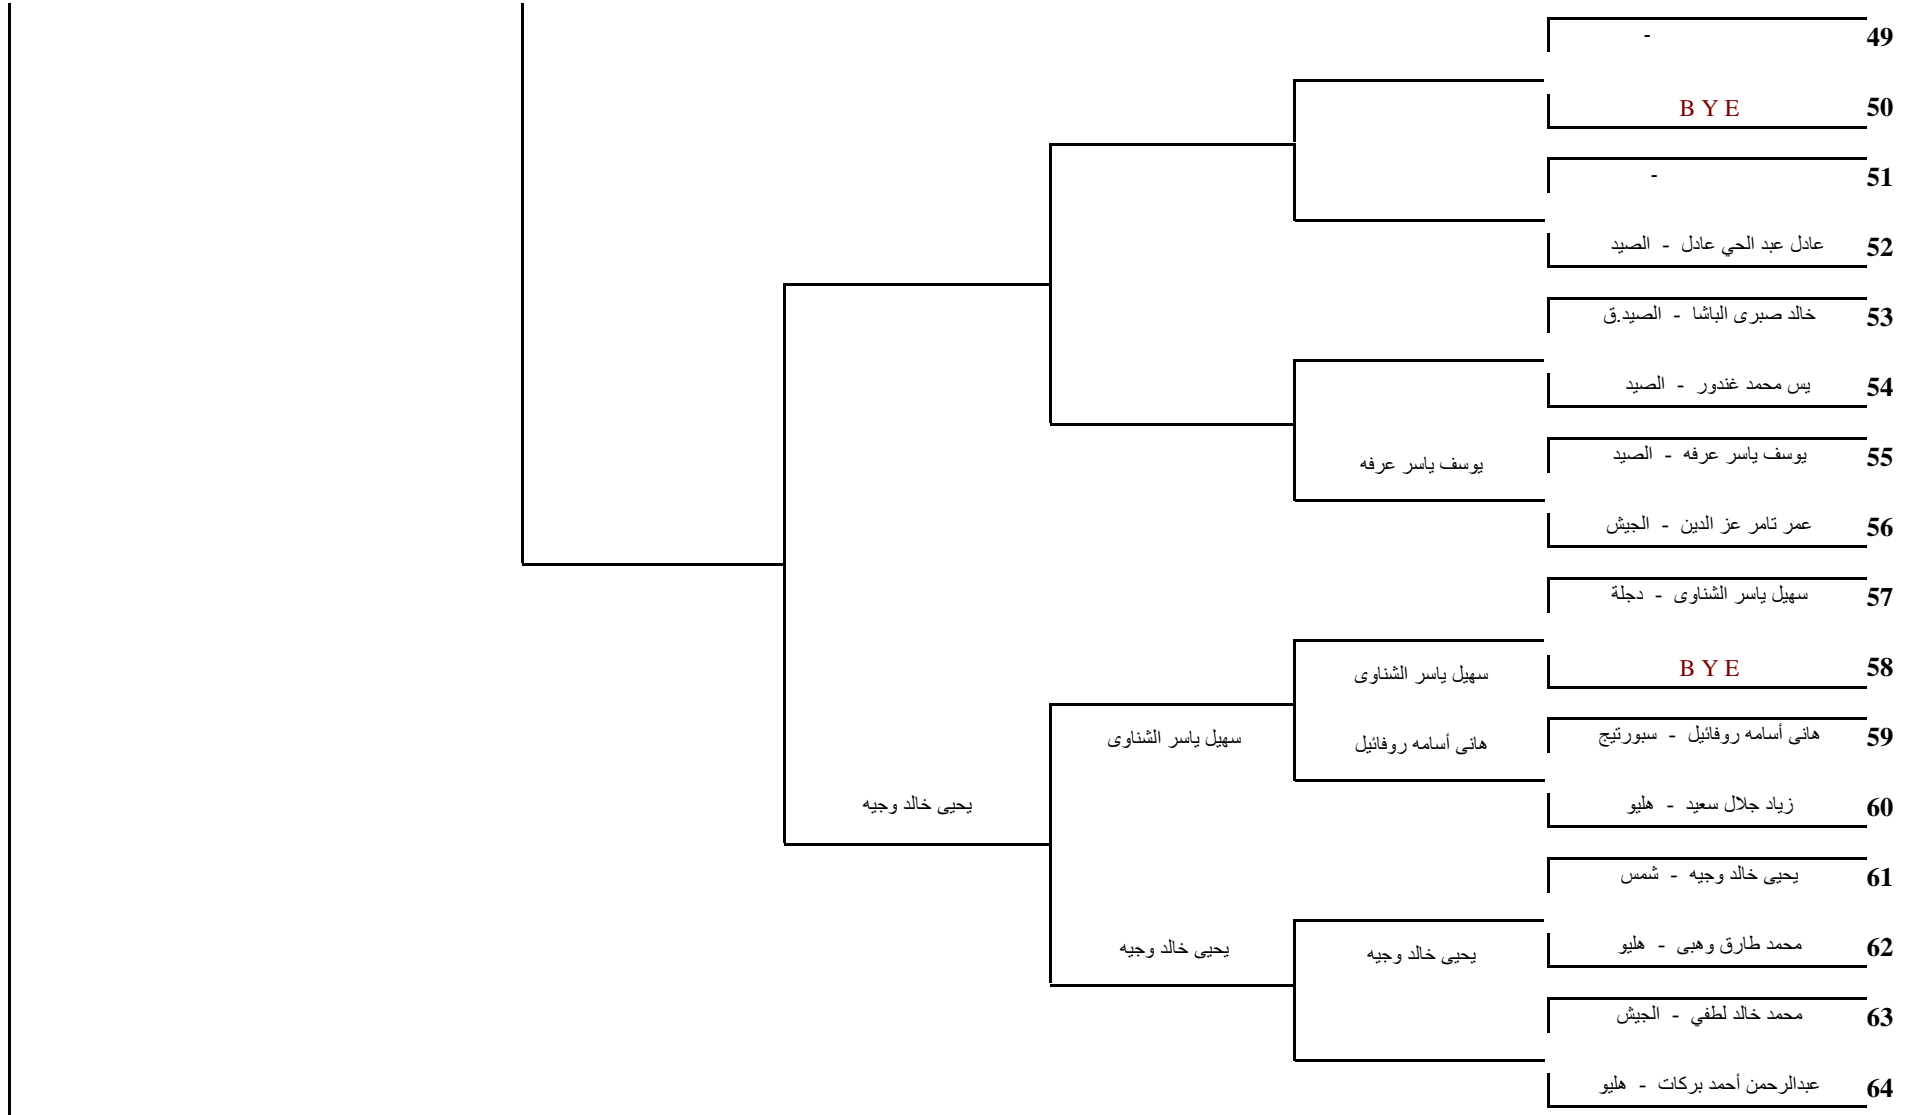 49 -
50 B Y E
51 -
52 عادل عبد الحي عادل - الصيد
53 خالد صبرى الباشا - الصيد.ق
54 يس محمد غندور - الصيد
55 يوسف ياسر عرفه - الصيد
يوسف ياسر عرفه
56 عمر تامر عز الدين - الجيش
57 سهيل ياسر الشناوى - دجلة
58 B Y E
سهيل ياسر الشناوى
59 هانى أسامه روفائيل - سبورتيج
هانى أسامه روفائيل
سهيل ياسر الشناوى
60 زياد جلال سعيد - هليو
يحيى خالد وجيه
61 يحيى خالد وجيه - شمس
62 محمد طارق وهبى - هليو
يحيى خالد وجيه
يحيى خالد وجيه
63 محمد خالد لطفي - الجيش
64 عبدالرحمن أحمد بركات - هليو